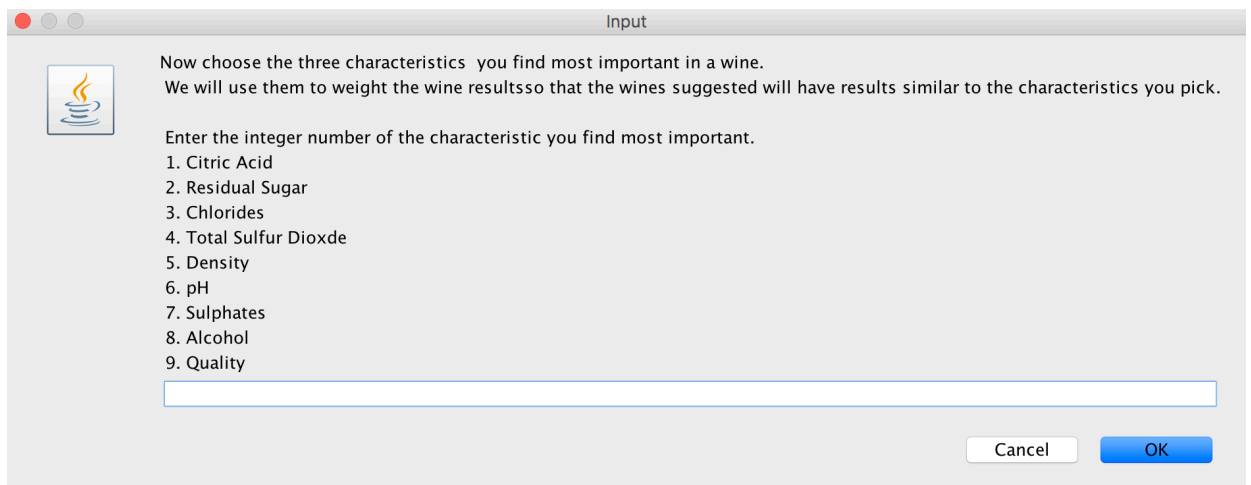 Input
Now choose the three characteristics  you find most important in a wine.
We will use them to weight the wine resultsso that the wines suggested will have results similar to the characteristics you pick.
Enter the integer number of the characteristic you find most important.
1. Citric Acid
2. Residual Sugar
3. Chlorides
4. Total Sulfur Dioxde
5. Density
6. pH
7. Sulphates
8. Alcohol
9. Quality
Cancel OK